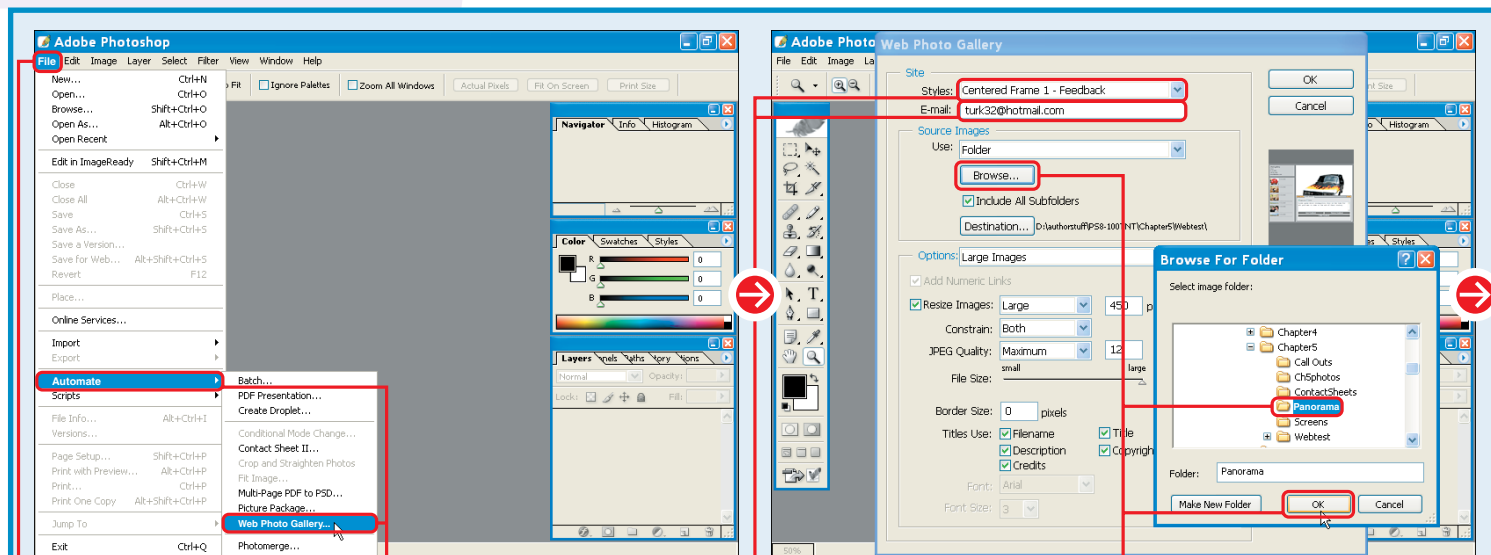 Adobe Photoshop
File Edit Image Layer Select Filter View Window Help
Fit Ignore Palettes Zoom All Windows Actual Pixels Fit On Screen Print Size
New... Ctrl+N
Open... Ctrl+O
Browse... Shift+Ctrl+O
Open As... Alt+Ctrl+O
Open Recent
Edit in ImageReady Shift+Ctrl+M
Close Ctrl+W
Close All Alt+Ctrl+W
Save Ctrl+S
Save As... Shift+Ctrl+S
Save a Version...
Save for Web... Alt+Shift+Ctrl+S
Revert F12
Place...
Online Services...
Import
Export
Automate
Scripts
File Info... Alt+Ctrl+I
Versions...
Page Setup... Shift+Ctrl+P
Print with Preview... Alt+Ctrl+P
Print... Ctrl+P
Print One Copy Alt+Shift+Ctrl+P
Jump To
Exit Ctrl+Q
Batch...
PDF Presentation...
Create Droplet...
Conditional Mode Change...
Contact Sheet II...
Crop and Straighten Photos
Fit Image...
Multi-Page PDF to PSD...
Picture Package...
Web Photo Gallery...
Photomerge...
Navigator Info Histogram
Color Swatches Styles
R 0
G 0
B 0
Layers
Normal Opacity:
Lock: Fill:
Adobe Photo
File Edit Image La
Web Photo Gallery
Site
Styles: Centered Frame 1 - Feedback
E-mail: turk32@hotmail.com
OK
Cancel
Source Images
Use: Folder
Browse...
Include All Subfolders
Destination... D:\authorstuff\PS8-100TNT\Chapter5\Webtest\
Options: Large Images
Add Numeric Links
Resize Images: Large 450 p
Constrain: Both
JPEG Quality: Maximum 12
small large
File Size:
Border Size: 0 pixels
Titles Use: Filename Title
Description Copyrigh
Credits
Font: Arial
Font Size: 3
50%
nt Size
o Histogram
es Styles
Browse For Folder
Select image folder:
Chapter4
Chapter5
Call Outs
Ch5photos
ContactSheets
Panorama
Screens
Webtest
Folder: Panorama
Make New Folder OK Cancel